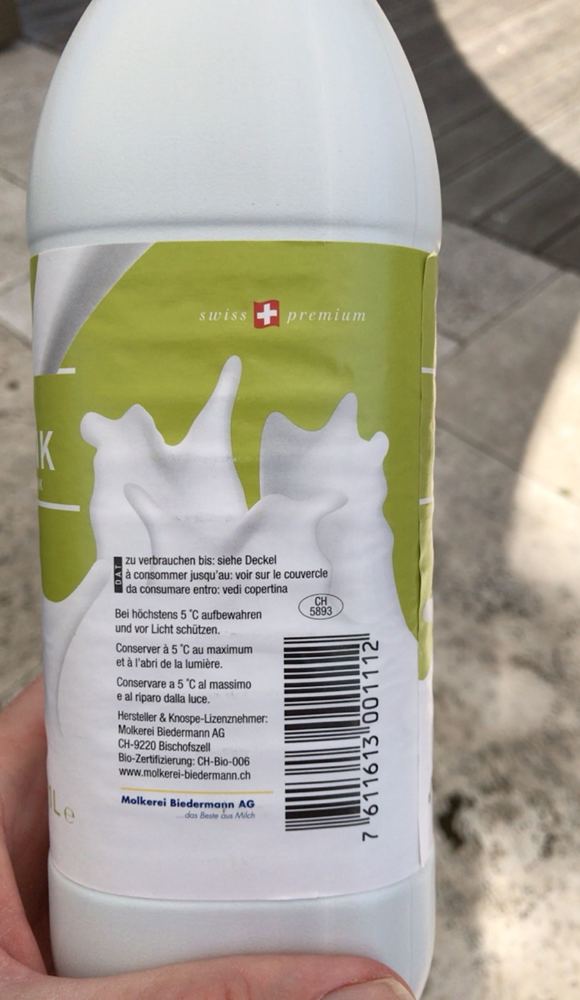 swiss premium
K
zu verbrauchen bis: siehe Deckel
DAT à consommer jusqu'au: voir sur le couvercle
da consumare entro: vedi copertina
CH
5893
Bei höchstens 5 °C aufbewahren
und vor Licht schützen.
Conserver à 5 °C au maximum
et à l'abri de la lumière.
Conservare a 5 °C al massimo
e al riparo dalla luce.
Hersteller & Knospe-Lizenznehmer:
Molkerei Biedermann AG
CH-9220 Bischofszell
Bio-Zertifizierung: CH-Bio-006
www.molkerei-biedermann.ch
Molkerei Biedermann AG
...das Beste aus Milch
1L e
7 611613 001112